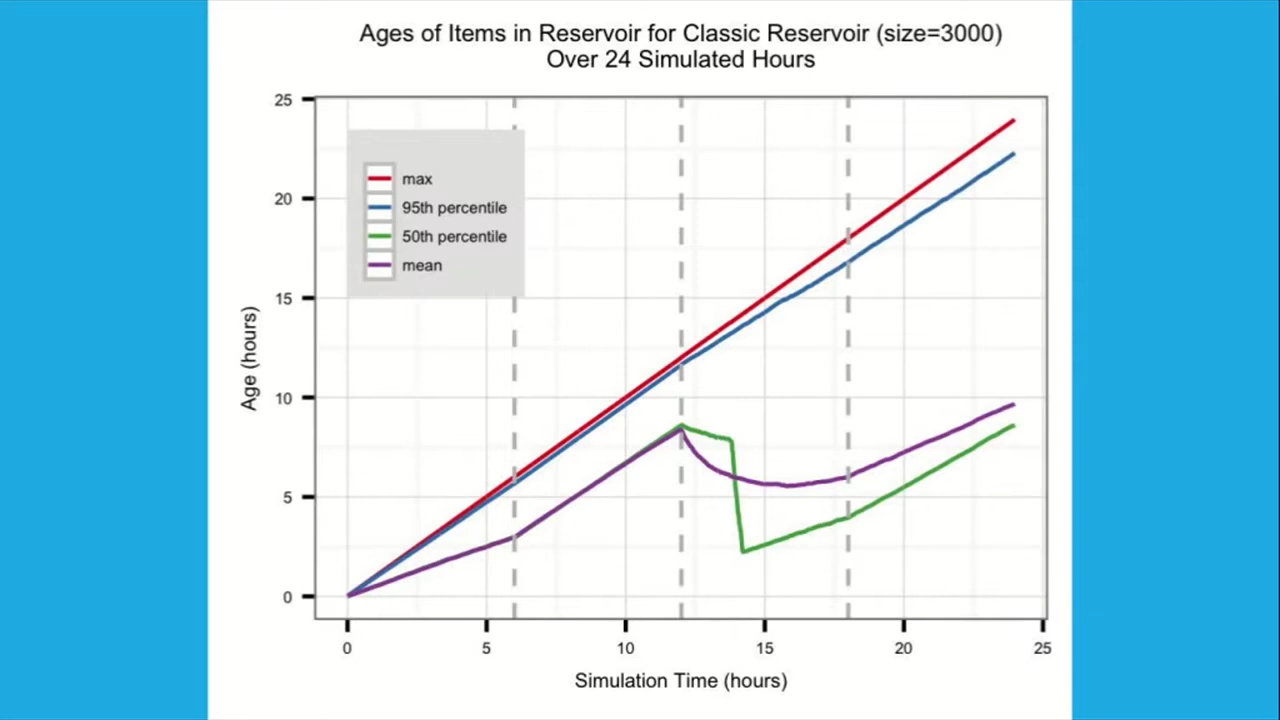 Ages of Items in Reservoir for Classic Reservoir (size=3000)
Over 24 Simulated Hours
25
20
15
10
5
0
Age (hours)
max
95th percentile
50th percentile
mean
0 5 10 15 20 25
Simulation Time (hours)